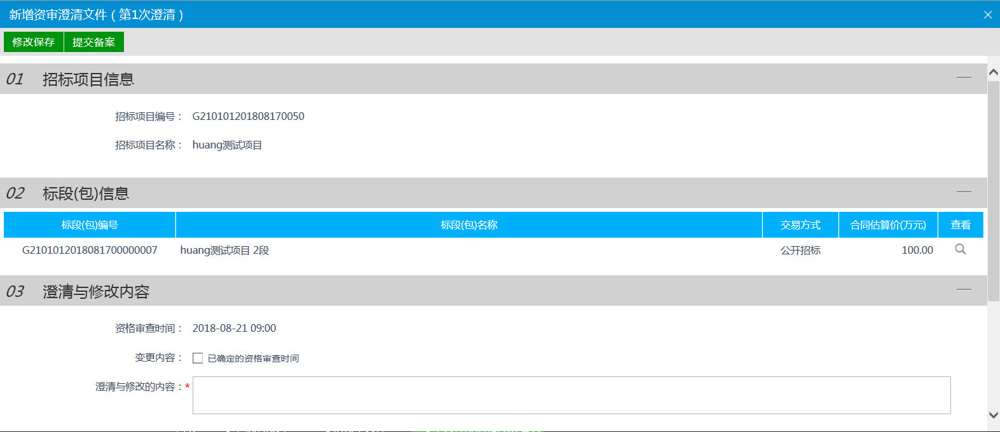 新增资审澄清文件（第1次澄清）
修改保存 提交备案
01 招标项目信息
招标项目编号： G210101201808170050
招标项目名称： huang测试项目
02 标段(包)信息
标段(包)编号 标段(包)名称 交易方式 合同估算价(万元) 查看
G2101012018081700000007 huang测试项目 2段 公开招标 100.00
03 澄清与修改内容
资格审查时间： 2018-08-21 09:00
变更内容： 已确定的资格审查时间
澄清与修改的内容：*